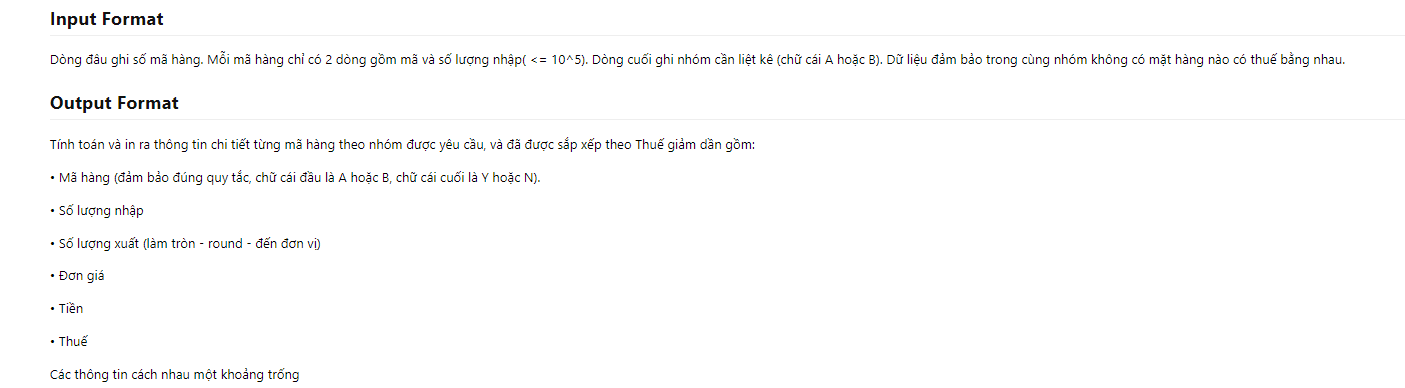 Input Format
Dòng đâu ghi số mã hàng. Mỗi mã hàng chỉ có 2 dòng gồm mã và số lượng nhập( <= 10^5). Dòng cuối ghi nhóm cần liệt kê (chữ cái A hoặc B). Dữ liệu đảm bảo trong cùng nhóm không có mặt hàng nào có thuế bằng nhau.
Output Format
Tính toán và in ra thông tin chi tiết từng mã hàng theo nhóm được yêu cầu, và đã được sắp xếp theo Thuế giảm dần gồm:
• Mã hàng (đảm bảo đúng quy tắc, chữ cái đầu là A hoặc B, chữ cái cuối là Y hoặc N).
• Số lượng nhập
• Số lượng xuất (làm tròn - round - đến đơn vị)
• Đơn giá
• Tiền
• Thuế
Các thông tin cách nhau một khoảng trống